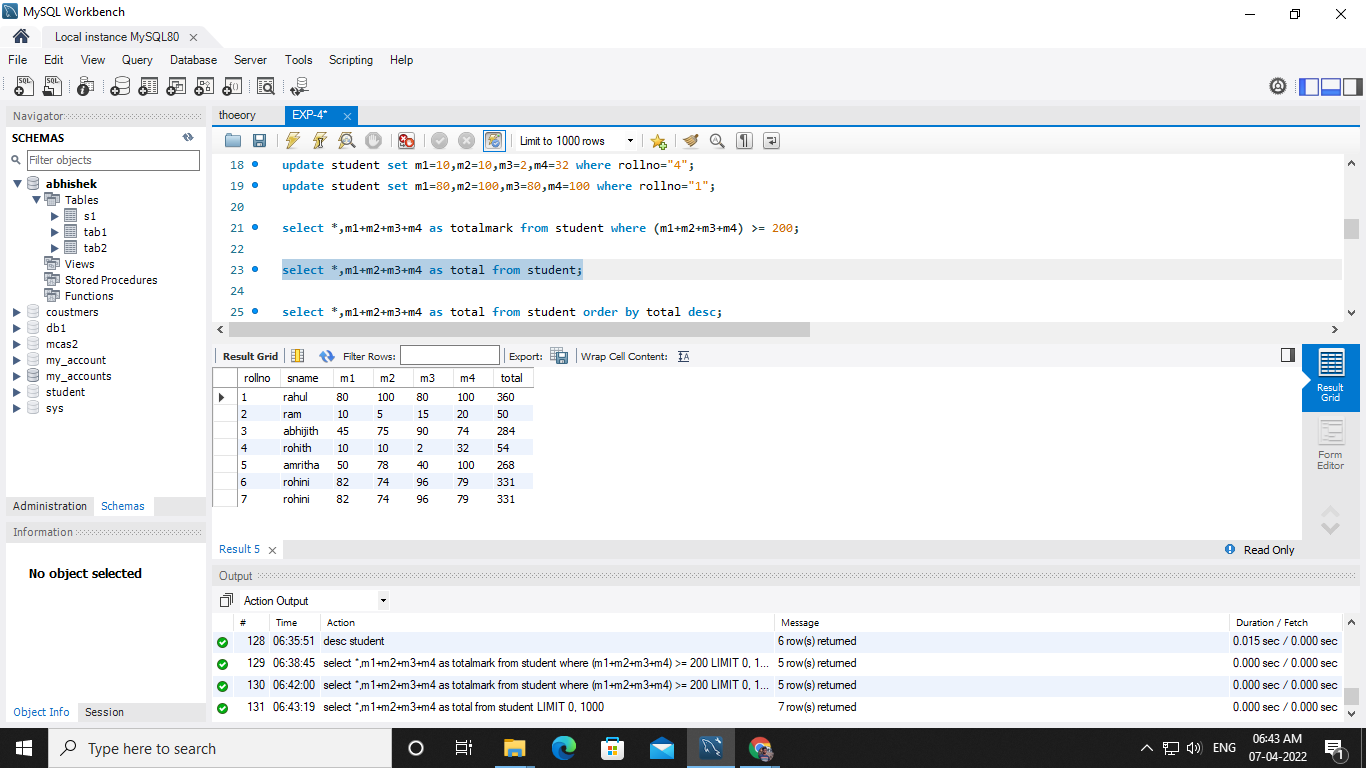 MySQL Workbench
Local instance MySQL80
File Edit View Query Database Server Tools Scripting Help
Navigator
SCHEMAS
Filter objects
abhishek
Tables
s1
tab1
tab2
Views
Stored Procedures
Functions
coustmers
db1
mcas2
my_account
my_accounts
student
sys
Administration Schemas
Information
No object selected
Object Info Session
thoeory EXP-4*
Limit to 1000 rows
18 update student set m1=10,m2=10,m3=2,m4=32 where rollno="4";
19 update student set m1=80,m2=100,m3=80,m4=100 where rollno="1";
20
21 select *,m1+m2+m3+m4 as totalmark from student where (m1+m2+m3+m4) >= 200;
22
23 select *,m1+m2+m3+m4 as total from student;
24
25 select *,m1+m2+m3+m4 as total from student order by total desc;
Result Grid Filter Rows: Export: Wrap Cell Content: IA
rollno sname m1 m2 m3 m4 total
1 rahul 80 100 80 100 360
2 ram 10 5 15 20 50
3 abhijith 45 75 90 74 284
4 rohith 10 10 2 32 54
5 amritha 50 78 40 100 268
6 rohini 82 74 96 79 331
7 rohini 82 74 96 79 331
Result
Grid
Form
Editor
Result 5 Read Only
Output
Action Output
# Time Action Message Duration / Fetch
128 06:35:51 desc student 6 row(s) returned 0.015 sec / 0.000 sec
129 06:38:45 select *,m1+m2+m3+m4 as totalmark from student where (m1+m2+m3+m4) >= 200 LIMIT 0, 1... 5 row(s) returned 0.000 sec / 0.000 sec
130 06:42:00 select *,m1+m2+m3+m4 as totalmark from student where (m1+m2+m3+m4) >= 200 LIMIT 0, 1... 5 row(s) returned 0.000 sec / 0.000 sec
131 06:43:19 select *,m1+m2+m3+m4 as total from student LIMIT 0, 1000 7 row(s) returned 0.000 sec / 0.000 sec
Type here to search
ENG
06:43 AM
07-04-2022
1